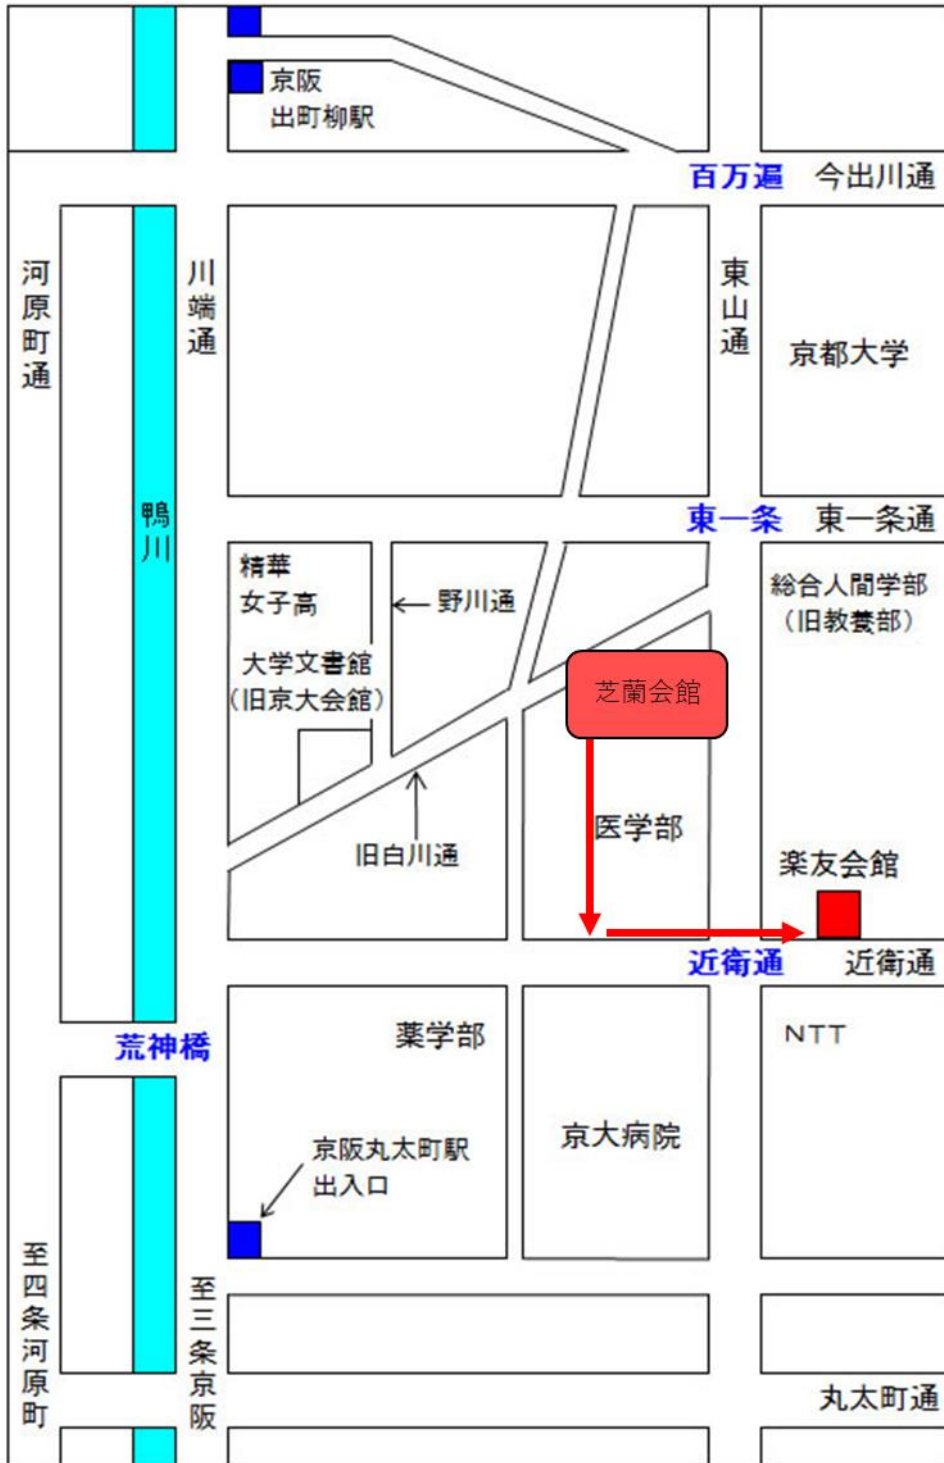 京阪
出町柳駅
百万遍 今出川通
河原町通
川端通
東山通
京都大学
鴨川
東一条 東一条通
精華
女子高
野川通
総合人間学部
(旧教養部)
大学文書館
(旧京大会館)
芝蘭会館
旧白川通
医学部
楽友会館
近衛通 近衛通
荒神橋
薬学部
NTT
京大病院
京阪丸太町駅
出入口
至四条河原町
至三条京阪
丸太町通